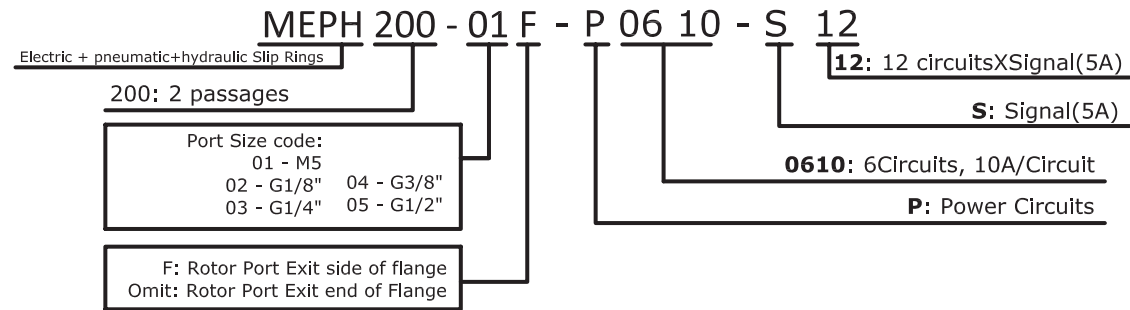 MEPH 200 - 01 F - P 06 10 - S 12
Electric + pneumatic+hydraulic Slip Rings
12: 12 circuitsXSignal(5A)
200: 2 passages
S: Signal(5A)
Port Size code:
01 - M5
02 - G1/8" 04 - G3/8"
03 - G1/4" 05 - G1/2"
0610: 6Circuits, 10A/Circuit
P: Power Circuits
F: Rotor Port Exit side of flange
Omit: Rotor Port Exit end of Flange